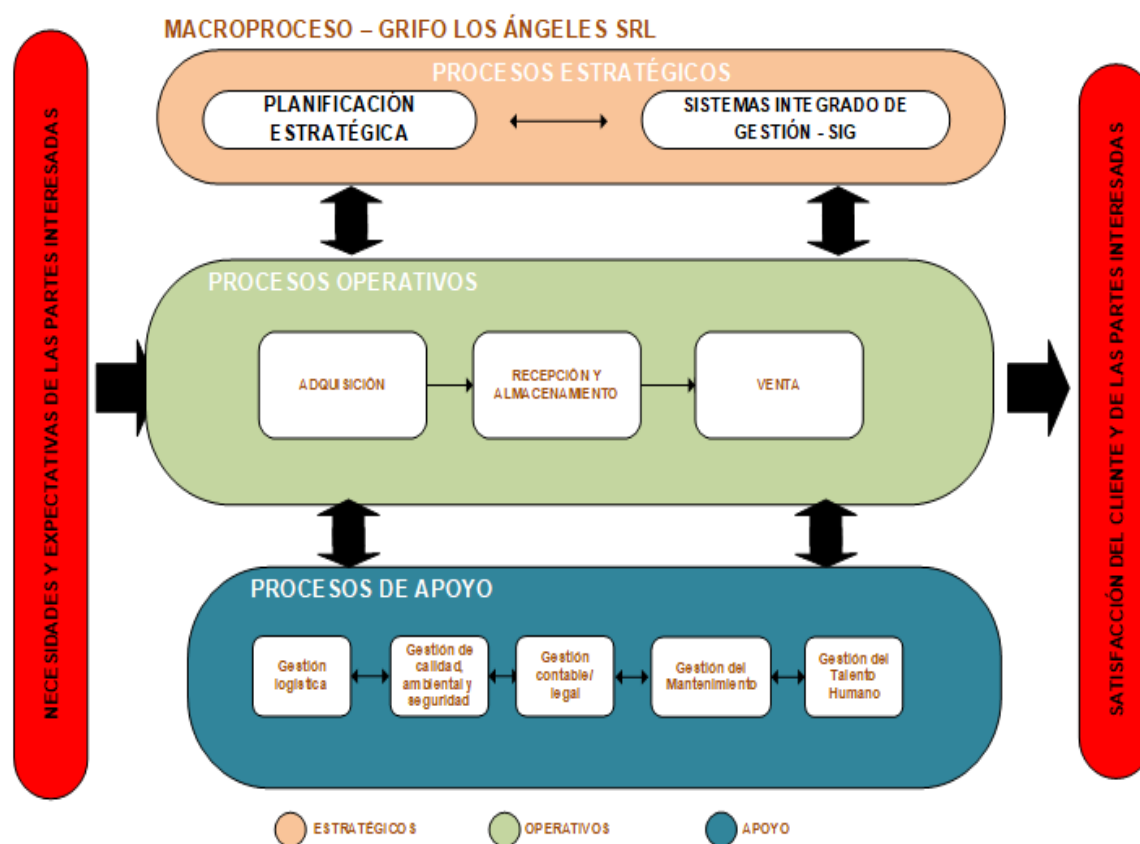 MACROPROCESO – GRIFO LOS ÁNGELES SRL
NECESIDADES Y EXPECTATIVAS DE LAS PARTES INTERESADAS
PROCESOS ESTRATÉGICOS
PLANIFICACIÓN
ESTRATÉGICA
SISTEMAS INTEGRADO DE
GESTIÓN - SIG
PROCESOS OPERATIVOS
ADQUISICIÓN
RECEPCIÓN Y
ALMACENAMIENTO
VENTA
PROCESOS DE APOYO
Gestión
logística
Gestión de
calidad,
ambiental y
seguridad
Gestión
contable/
legal
Gestión del
Mantenimiento
Gestión del
Talento
Humano
SATISFACCIÓN DEL CLIENTE Y DE LAS PARTES INTERESADAS
ESTRATÉGICOS
OPERATIVOS
APOYO